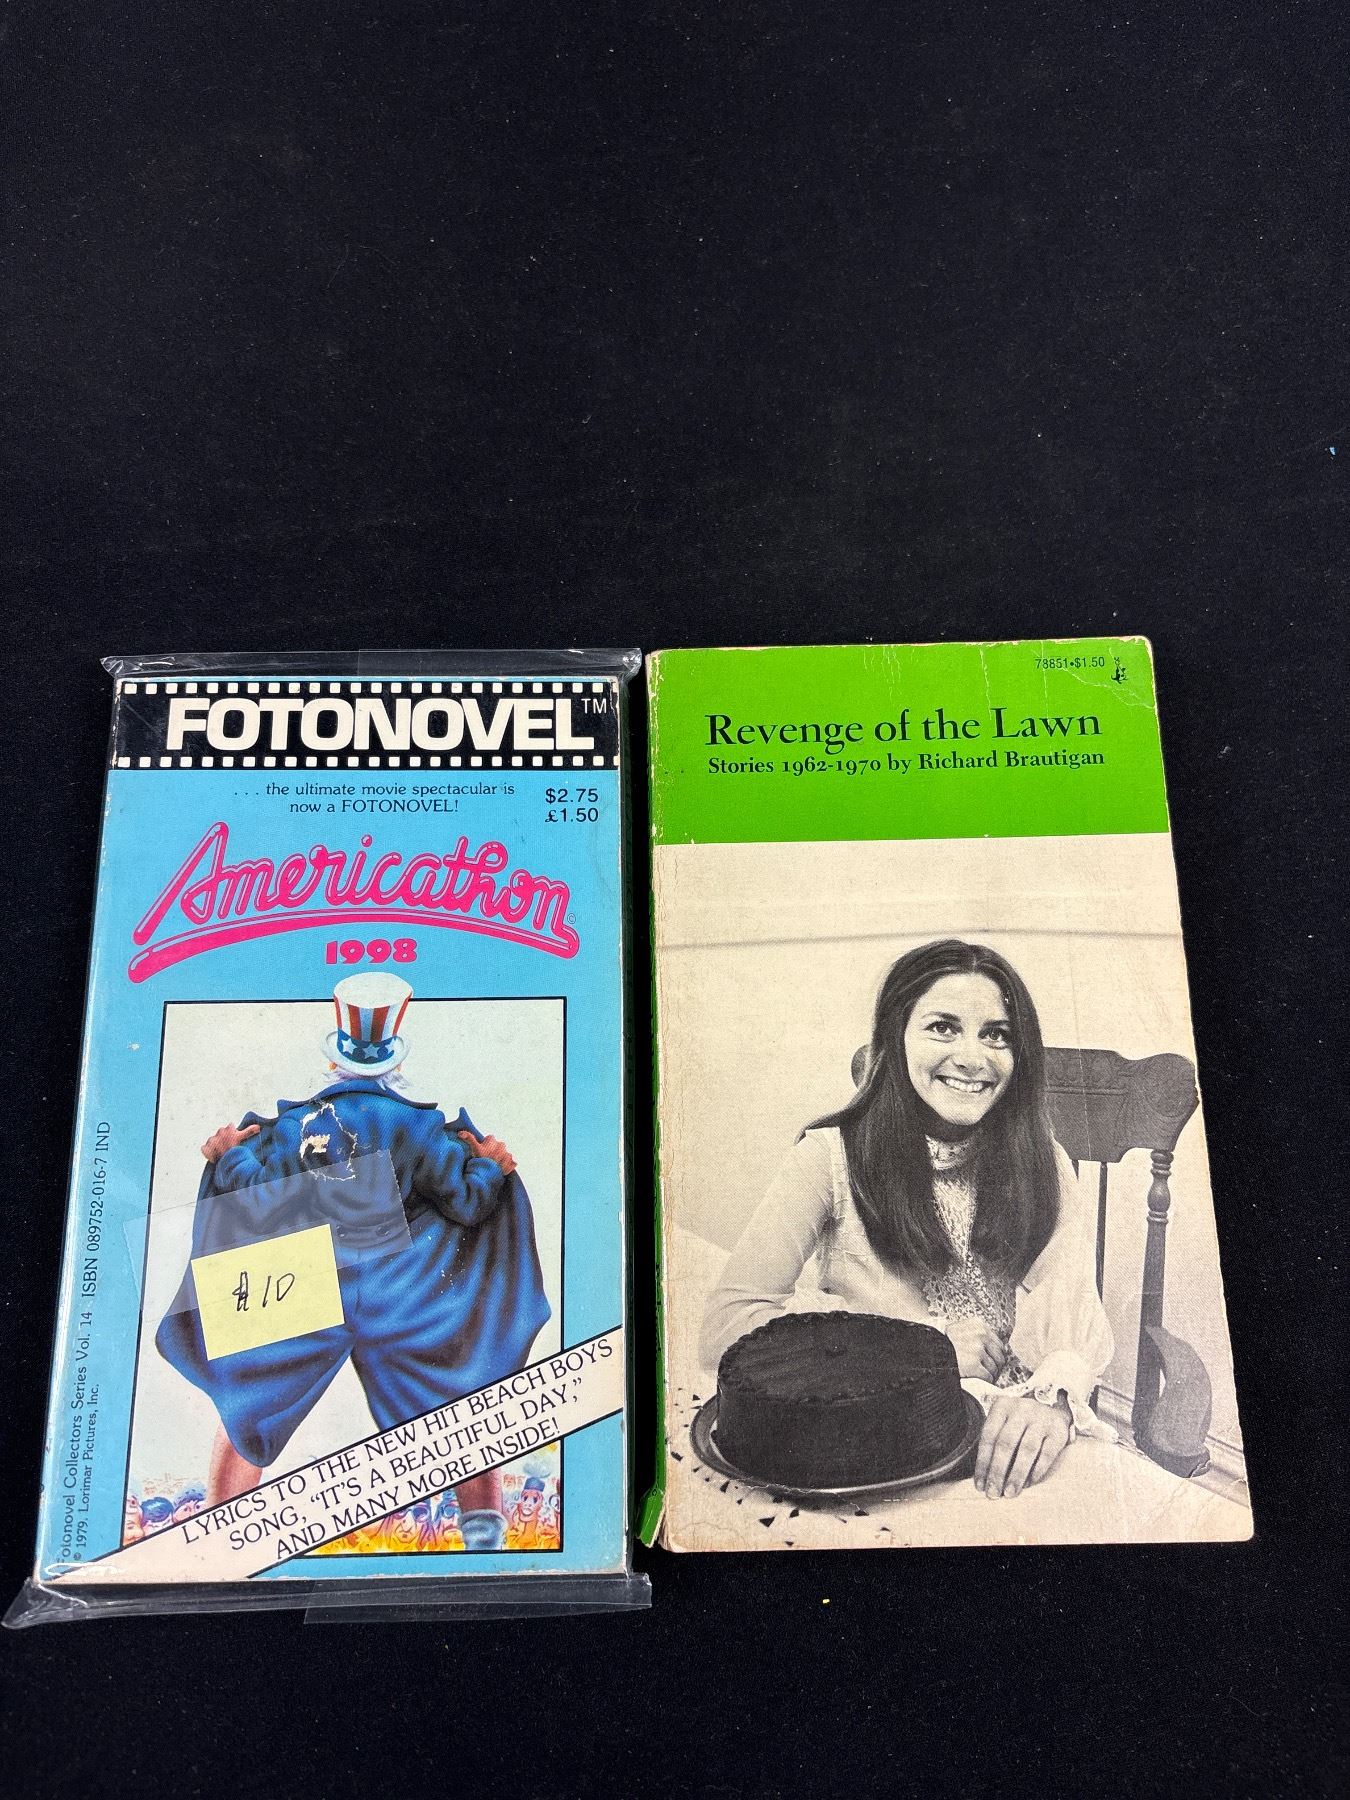 FOTONOVEL™
. . . the ultimate movie spectacular is
now a FOTONOVEL!
$2.75
£1.50
Americathon©
1998
$10
LYRICS TO THE NEW HIT BEACH BOYS
SONG, “IT'S A BEAUTIFUL DAY,”
AND MANY MORE INSIDE!
Fotonovel Collectors Series Vol. 14 ISBN 089752-016-7 IND
© 1979. Lorimar Pictures, Inc.
78851•$1.50
Revenge of the Lawn
Stories 1962-1970 by Richard Brautigan